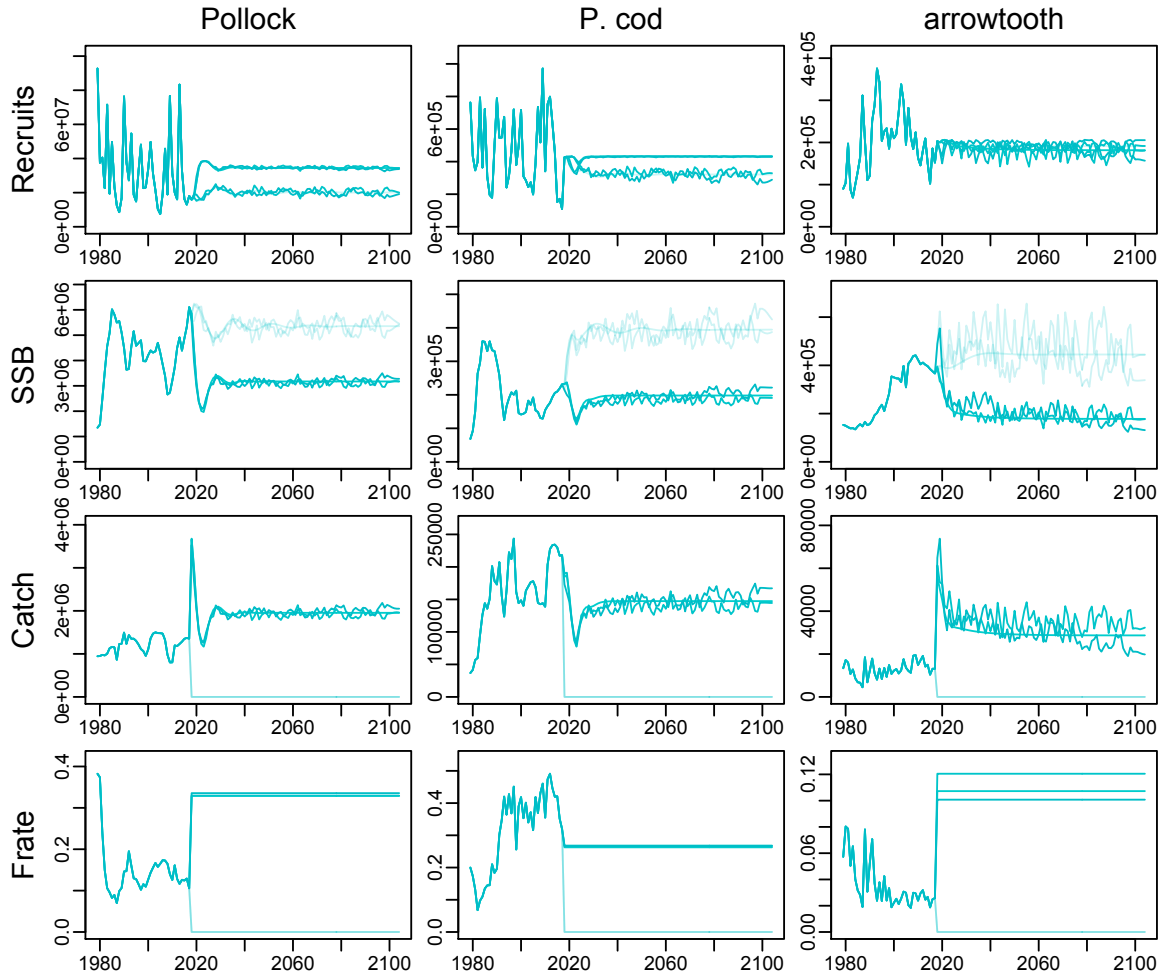 Pollock P. cod arrowtooth
Recruits
0e+00 6e+07
1980 2020 2060 2100
0e+00 6e+05
1980 2020 2060 2100
0e+00 2e+05 4e+05
1980 2020 2060 2100
SSB
0e+00 3e+06 6e+06
1980 2020 2060 2100
0e+00 3e+05
1980 2020 2060 2100
0e+00 4e+05
1980 2020 2060 2100
Catch
0e+00 2e+06 4e+06
1980 2020 2060 2100
0 100000 250000
1980 2020 2060 2100
0 40000 80000
1980 2020 2060 2100
Frate
0.0 0.2 0.4
1980 2020 2060 2100
0.0 0.2 0.4
1980 2020 2060 2100
0.00 0.06 0.12
1980 2020 2060 2100